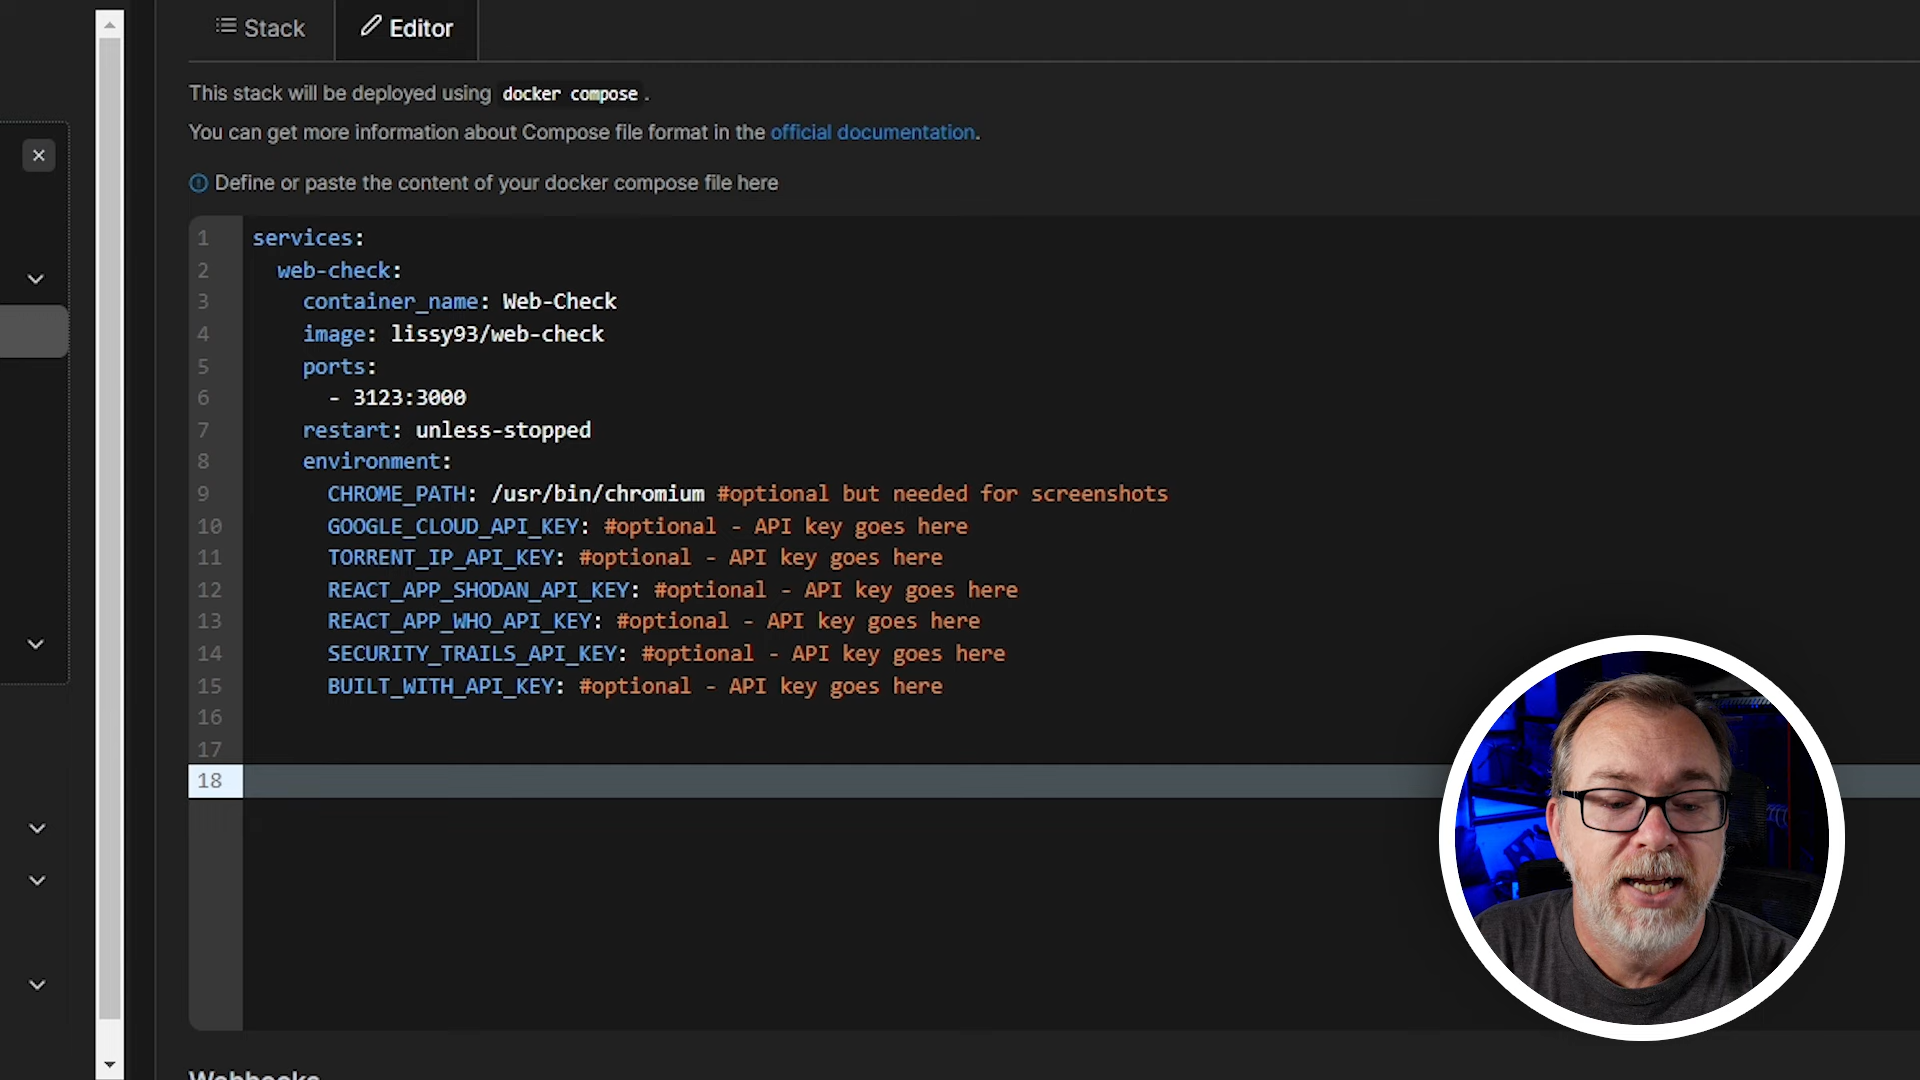 Stack
Editor
This stack will be deployed using docker compose .
You can get more information about Compose file format in the official documentation.
Define or paste the content of your docker compose file here
1 services:
2 web-check:
3 container_name: Web-Check
4 image: lissy93/web-check
5 ports:
6 - 3123:3000
7 restart: unless-stopped
8 environment:
9 CHROME_PATH: /usr/bin/chromium #optional but needed for screenshots
10 GOOGLE_CLOUD_API_KEY: #optional - API key goes here
11 TORRENT_IP_API_KEY: #optional - API key goes here
12 REACT_APP_SHODAN_API_KEY: #optional - API key goes here
13 REACT_APP_WHO_API_KEY: #optional - API key goes here
14 SECURITY_TRAILS_API_KEY: #optional - API key goes here
15 BUILT_WITH_API_KEY: #optional - API key goes here
16
17
18
Webhooks